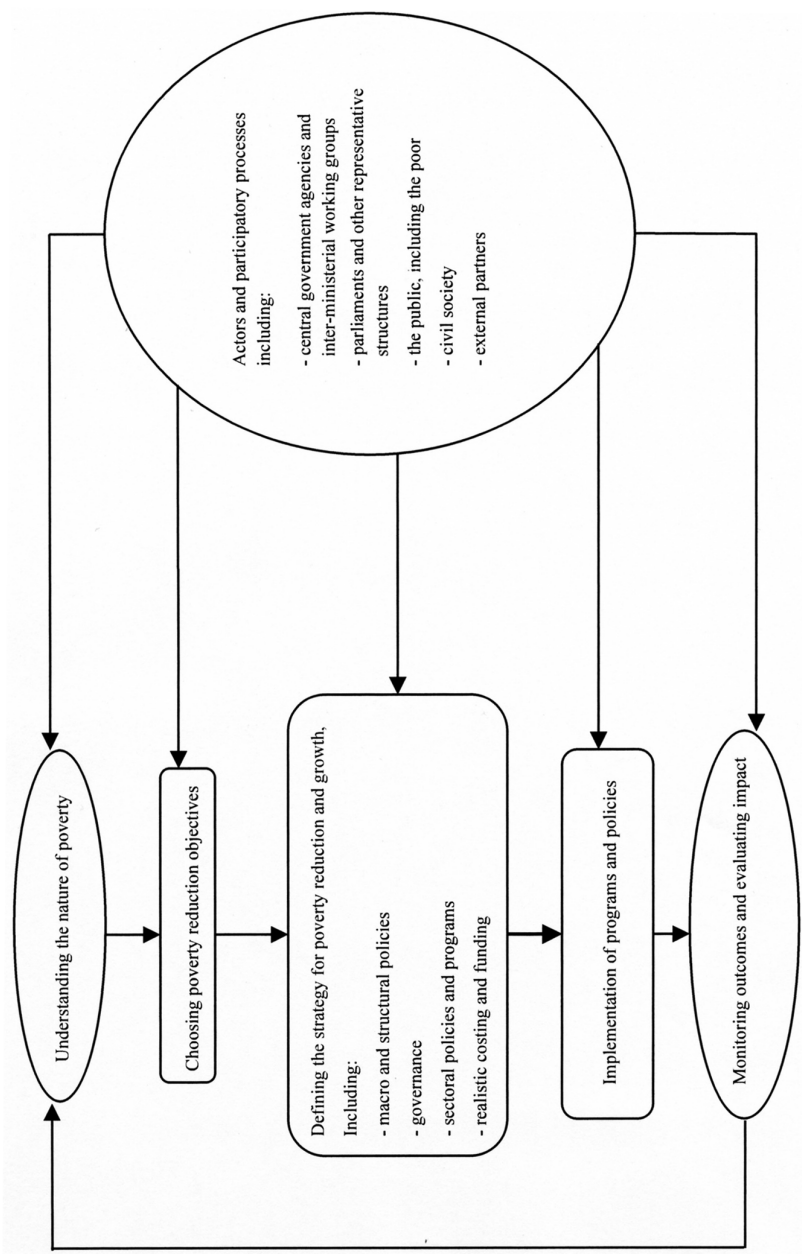 Understanding the nature of poverty
Choosing poverty reduction objectives
Defining the strategy for poverty reduction and growth,
Including:
- macro and structural policies
- governance
- sectoral policies and programs
- realistic costing and funding
Implementation of programs and policies
Monitoring outcomes and evaluating impact
Actors and participatory processes
including:
- central government agencies and
inter-ministerial working groups
- parliaments and other representative
structures
- the public, including the poor
- civil society
- external partners